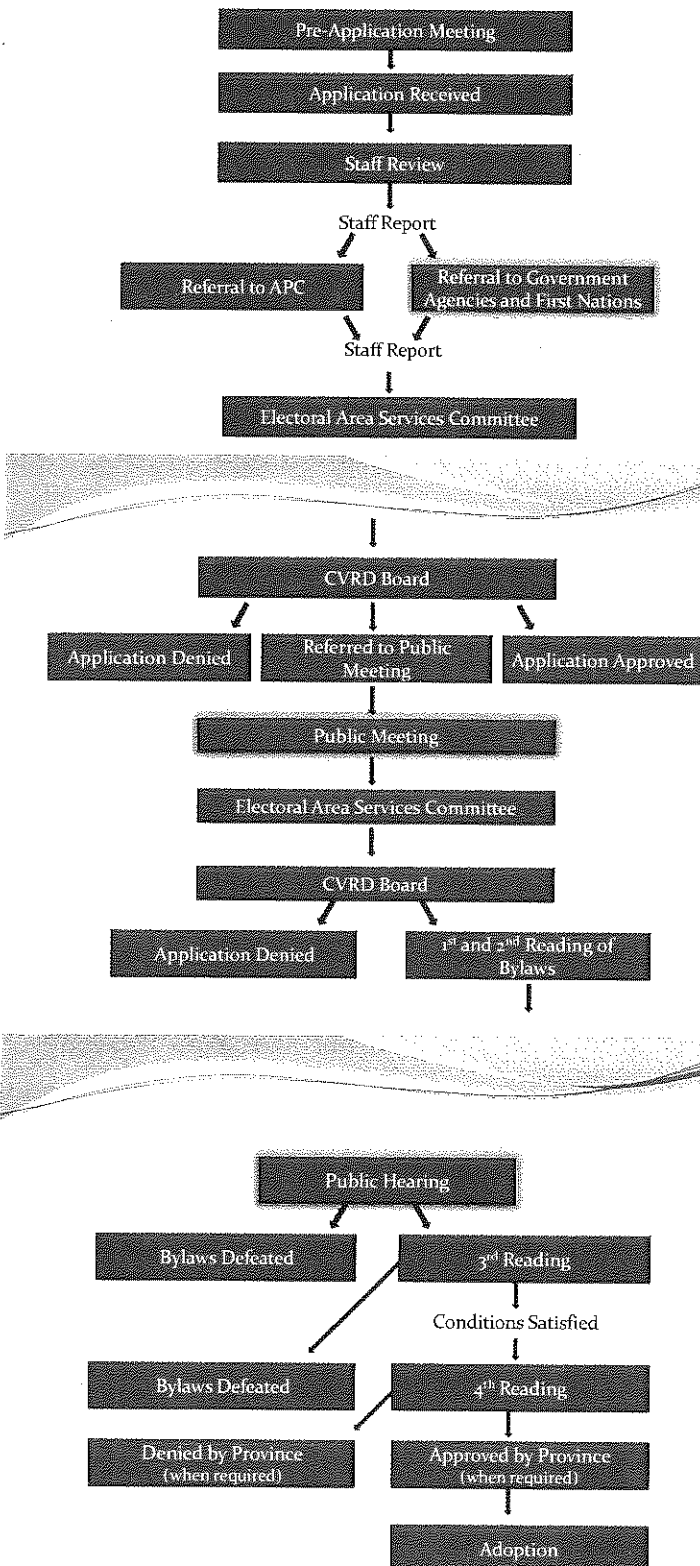 Pre-Application Meeting
Application Received
Staff Review
Staff Report
Referral to APC
Referral to Government
Agencies and First Nations
Staff Report
Electoral Area Services Committee
CVRD Board
Application Denied
Referred to Public
Meeting
Application Approved
Public Meeting
Electoral Area Services Committee
CVRD Board
Application Denied
1st and 2nd Reading of
Bylaws
Public Hearing
Bylaws Defeated
3rd Reading
Conditions Satisfied
Bylaws Defeated
4th Reading
Denied by Province
(when required)
Approved by Province
(when required)
Adoption